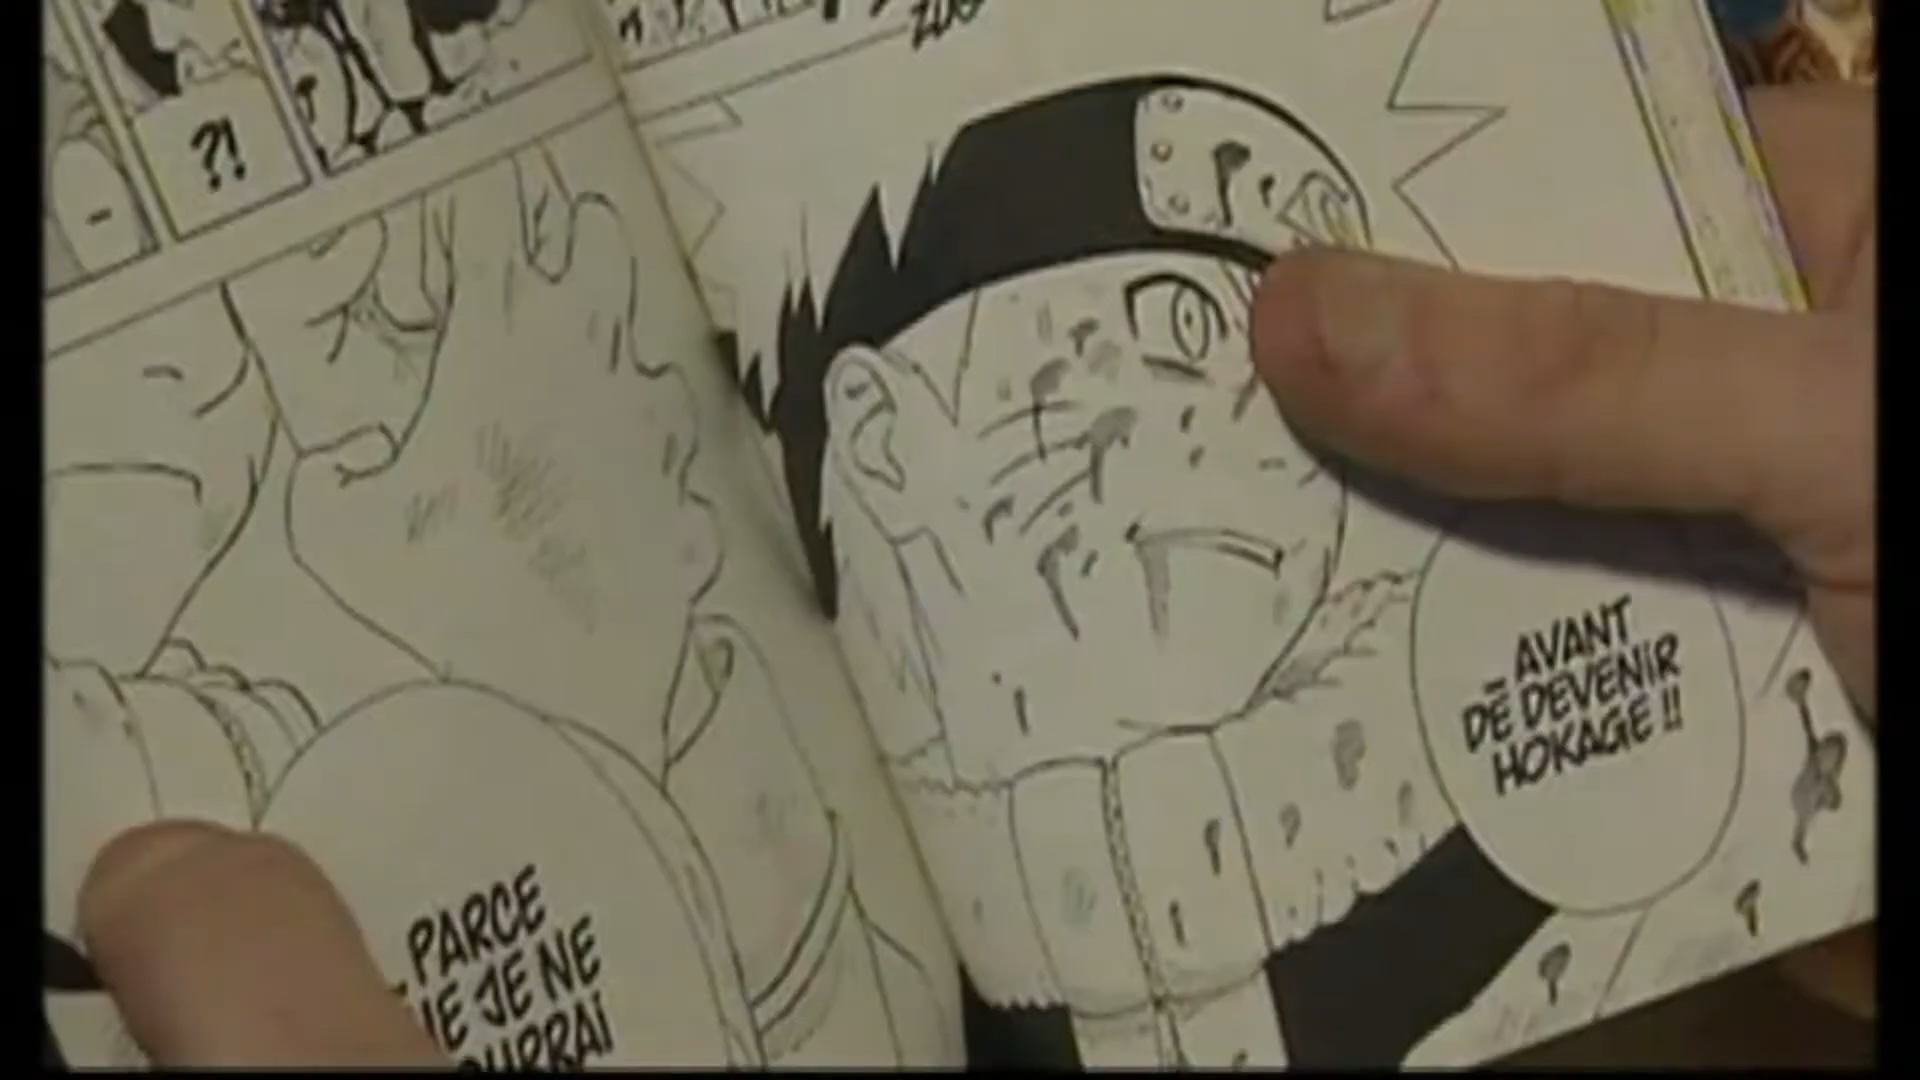 ?!
PARCE
JE NE
– AVANT
DE DEVENIR
HOKAGE !!